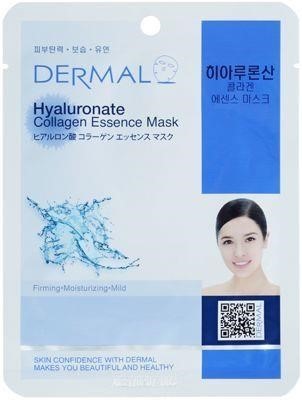 피부탄력 • 보습 • 유연
DERMAL
히아루론산
콜라겐
에센스 마스크
Hyaluronate
Collagen Essence Mask
ヒアルロン酸 コラーゲン エッセンス マスク
Firming•Moisturizing•Mild
DERMAL
SKIN CONFIDENCE WITH DERMAL
MAKES YOU BEAUTIFUL AND HEALTHY